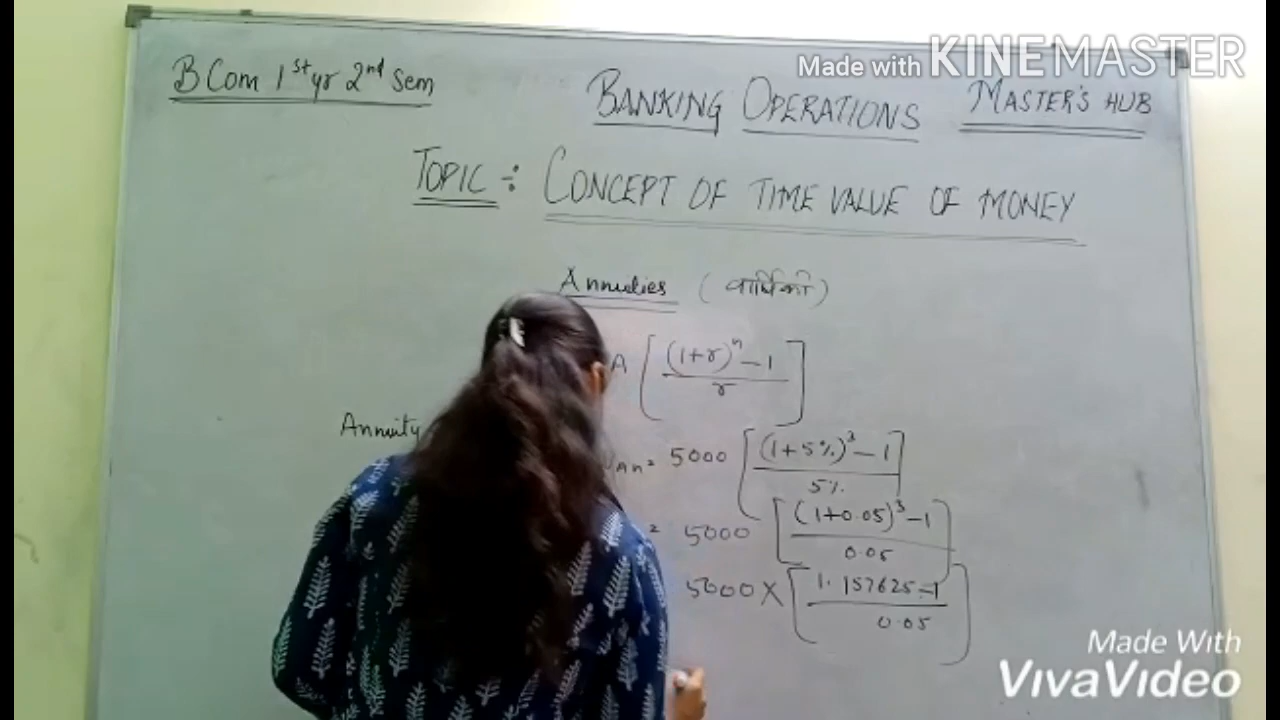 Made with KINEMASTER
B Com 1st yr 2nd Sem
BANKING OPERATIONS MASTER'S HUB
TOPIC ÷ CONCEPT OF TIME VALUE OF MONEY
Annuities (वार्षिकी)
A [ (1+r)^n - 1 / r ]
Annuity
An = 5000 [ (1+5%)^3 - 1 / 5% ]
= 5000 [ (1+0.05)^3 - 1 / 0.05 ]
5000 X [ 1.157625 - 1 / 0.05 ]
Made With
VivaVideo